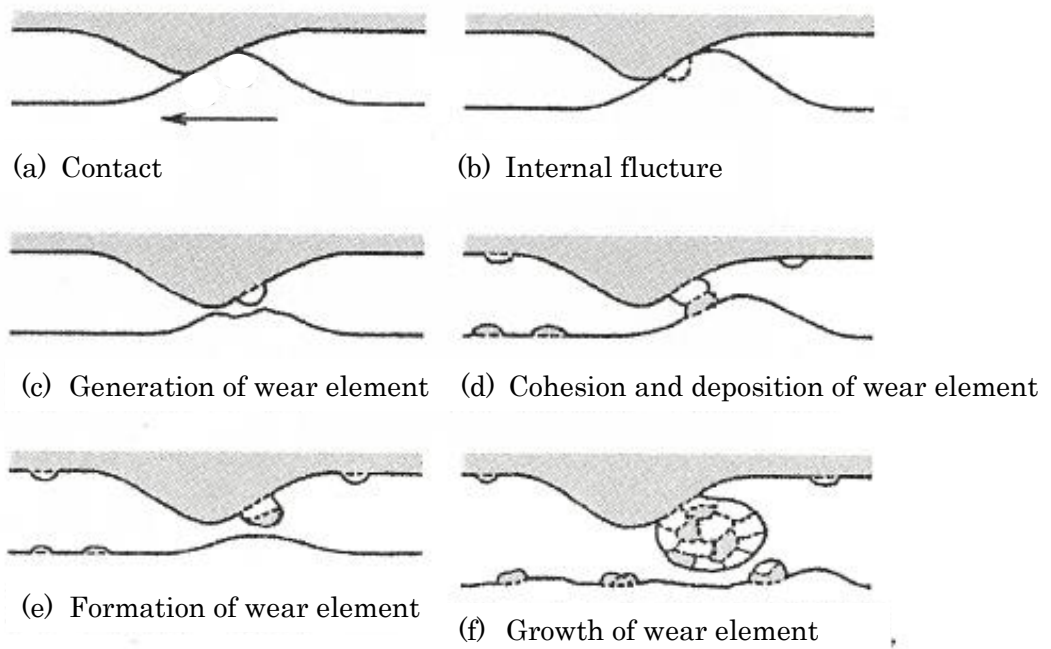 (a) Contact
(b) Internal flucture
(c) Generation of wear element
(d) Cohesion and deposition of wear element
(e) Formation of wear element
(f) Growth of wear element